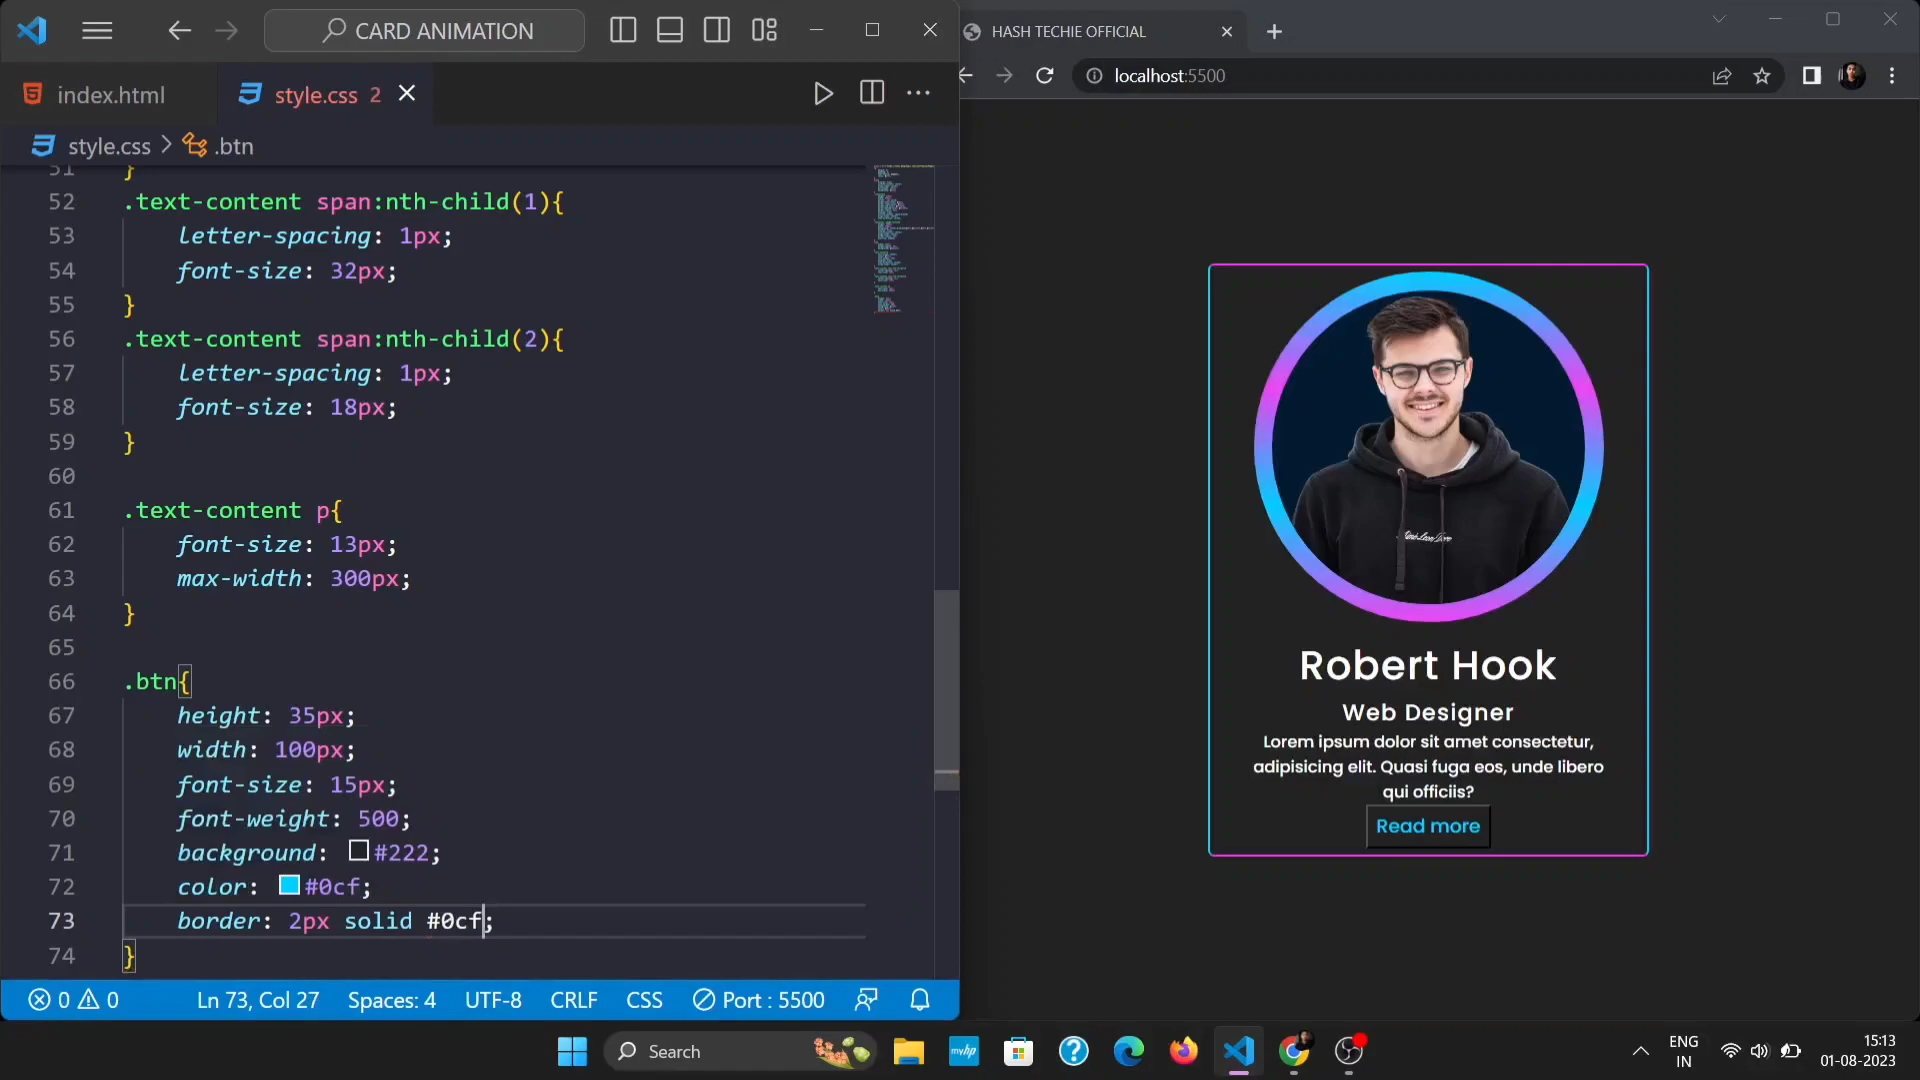 CARD ANIMATION
index.html
style.css 2
style.css > .btn
51 }
52 .text-content span:nth-child(1){
53 letter-spacing: 1px;
54 font-size: 32px;
55 }
56 .text-content span:nth-child(2){
57 letter-spacing: 1px;
58 font-size: 18px;
59 }
60
61 .text-content p{
62 font-size: 13px;
63 max-width: 300px;
64 }
65
66 .btn{
67 height: 35px;
68 width: 100px;
69 font-size: 15px;
70 font-weight: 500;
71 background: #222;
72 color: #0cf;
73 border: 2px solid #0cf;
74 }
0 0 Ln 73, Col 27 Spaces: 4 UTF-8 CRLF CSS Port : 5500
HASH TECHIE OFFICIAL
localhost:5500
Robert Hook
Web Designer
Lorem ipsum dolor sit amet consectetur,
adipisicing elit. Quasi fuga eos, unde libero
qui officiis?
Read more
Search
myhp
ENG
IN
15:13
01-08-2023